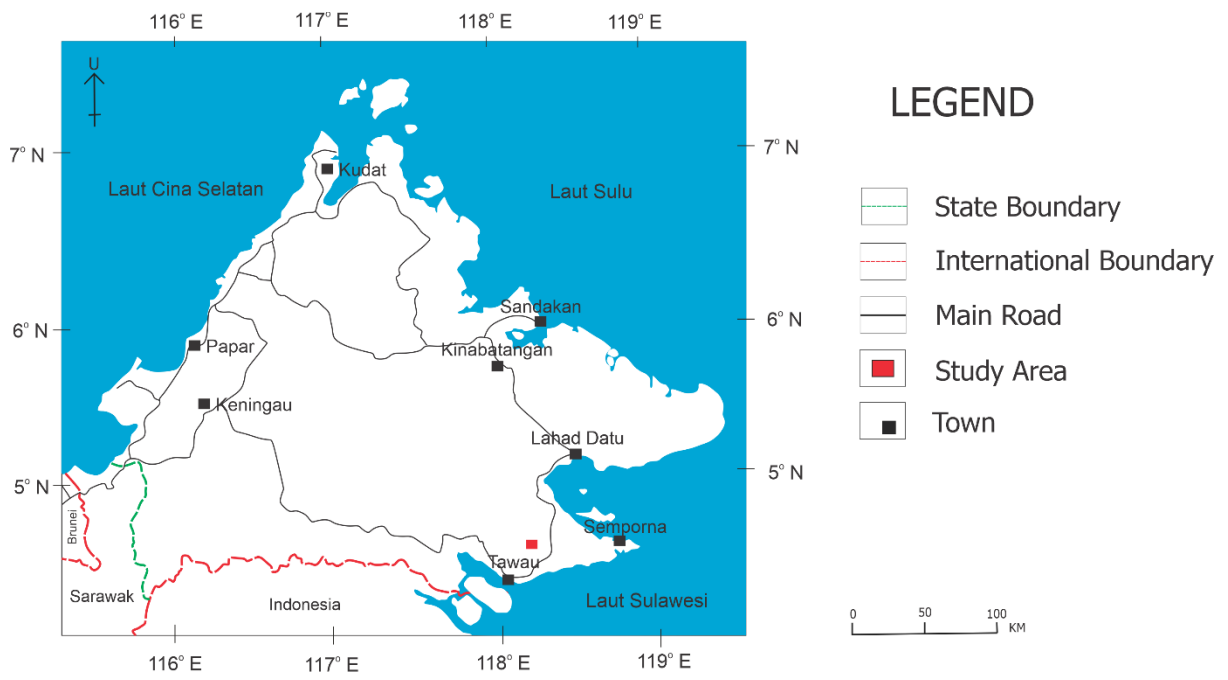 116° E
117° E
118° E
119° E
U
7° N
7° N
Kudat
Laut Cina Selatan
Laut Sulu
Sandakan
6° N
6° N
Papar
Kinabatangan
Keningau
Lahad Datu
5° N
5° N
Semporna
Brunei
Tawau
Sarawak
Indonesia
Laut Sulawesi
116° E
117° E
118° E
119° E
LEGEND
State Boundary
International Boundary
Main Road
Study Area
Town
0 50 100
KM